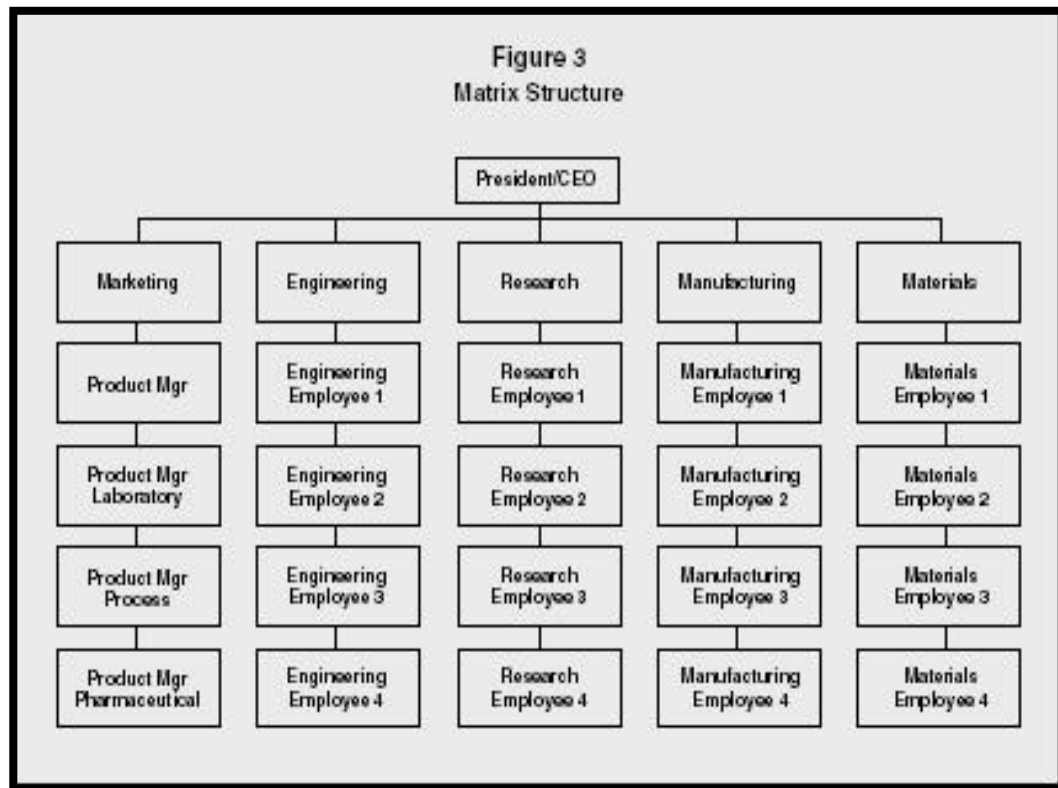 Figure 3
Matrix Structure
President/CEO
Marketing
Engineering
Research
Manufacturing
Materials
Product Mgr
Engineering
Employee 1
Research
Employee 1
Manufacturing
Employee 1
Materials
Employee 1
Product Mgr
Laboratory
Engineering
Employee 2
Research
Employee 2
Manufacturing
Employee 2
Materials
Employee 2
Product Mgr
Process
Engineering
Employee 3
Research
Employee 3
Manufacturing
Employee 3
Materials
Employee 3
Product Mgr
Pharmaceutical
Engineering
Employee 4
Research
Employee 4
Manufacturing
Employee 4
Materials
Employee 4